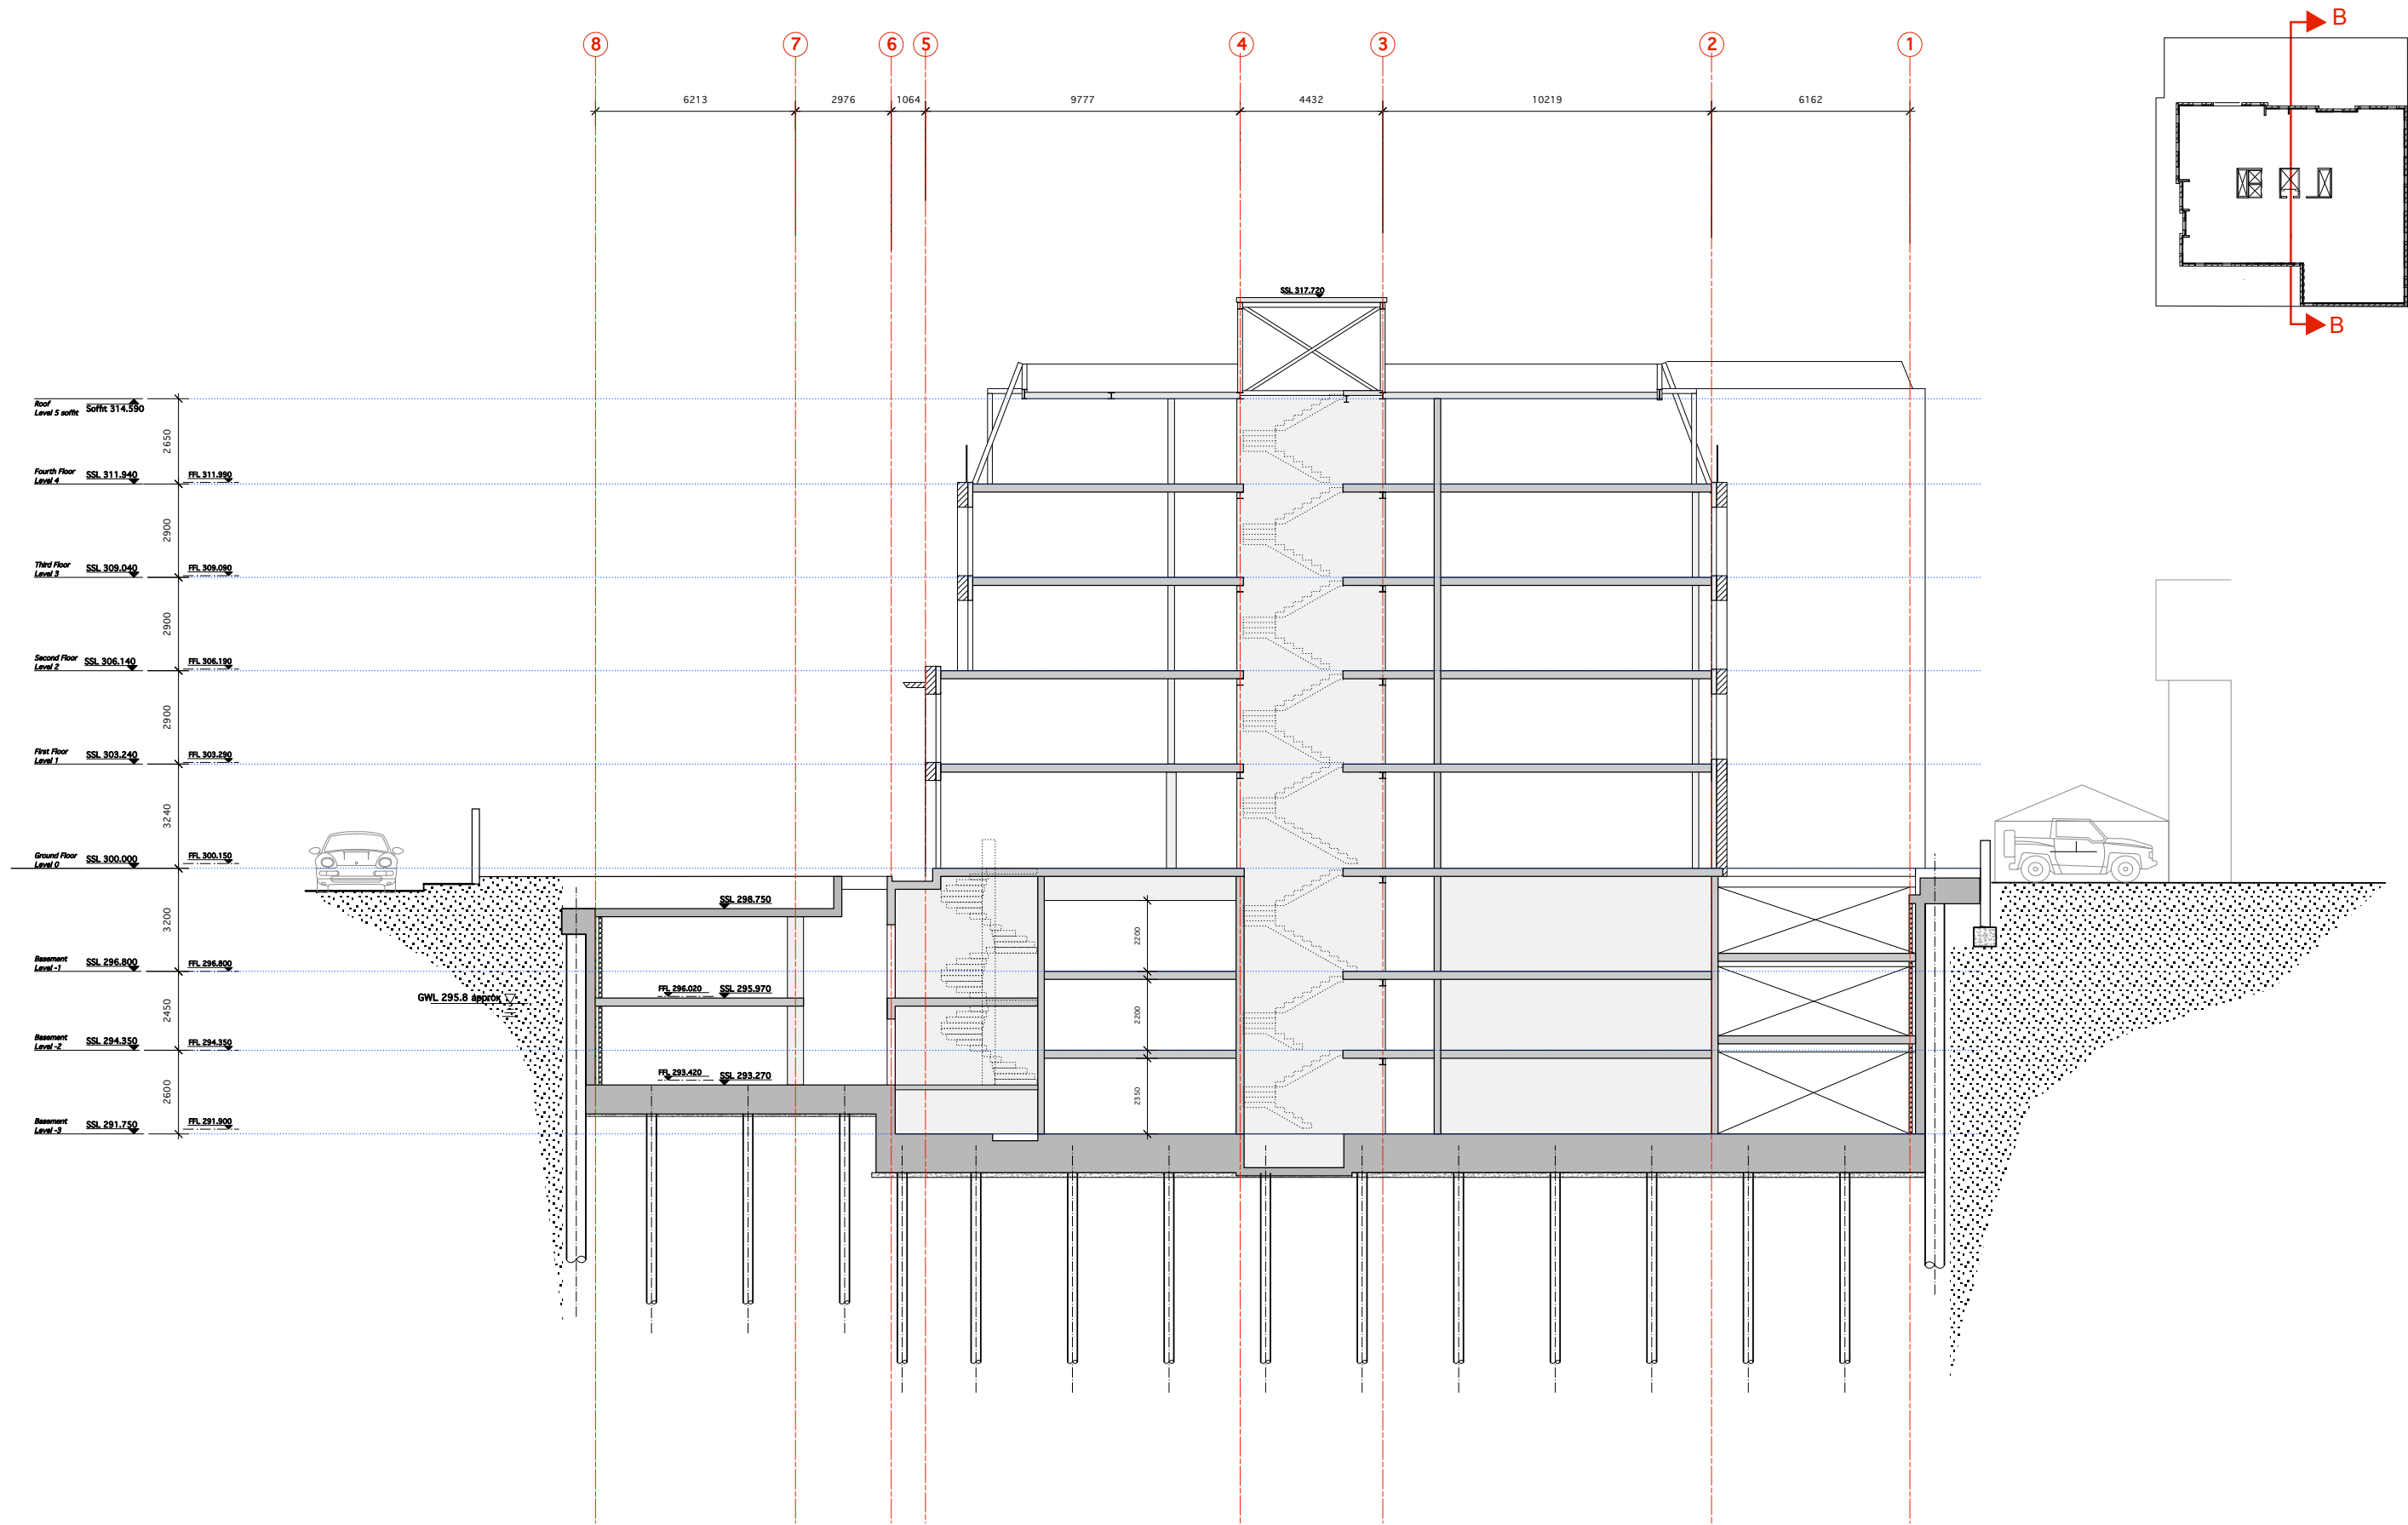 8 7 6 5 4 3 2 1
B
6213 2976 1064 9777 4432 10219 6162
B
SSL 317.720
Roof
Level 5 soffit Soffit 314.590
2650
Fourth Floor
Level 4 SSL 311.940 FFL 311.990
2900
Third Floor
Level 3 SSL 309.040 FFL 309.090
2900
Second Floor
Level 2 SSL 306.140 FFL 306.190
2900
First Floor
Level 1 SSL 303.240 FFL 303.290
3240
Ground Floor
Level 0 SSL 300.000 FFL 300.150
SSL 298.750
3200
2200
Basement
Level -1 SSL 296.800 FFL 296.800
FFL 296.020 SSL 295.970
GWL 295.8 approx
2450
2200
Basement
Level -2 SSL 294.350 FFL 294.350
FFL 293.420 SSL 293.270
2600
2350
Basement
Level -3 SSL 291.750 FFL 291.900